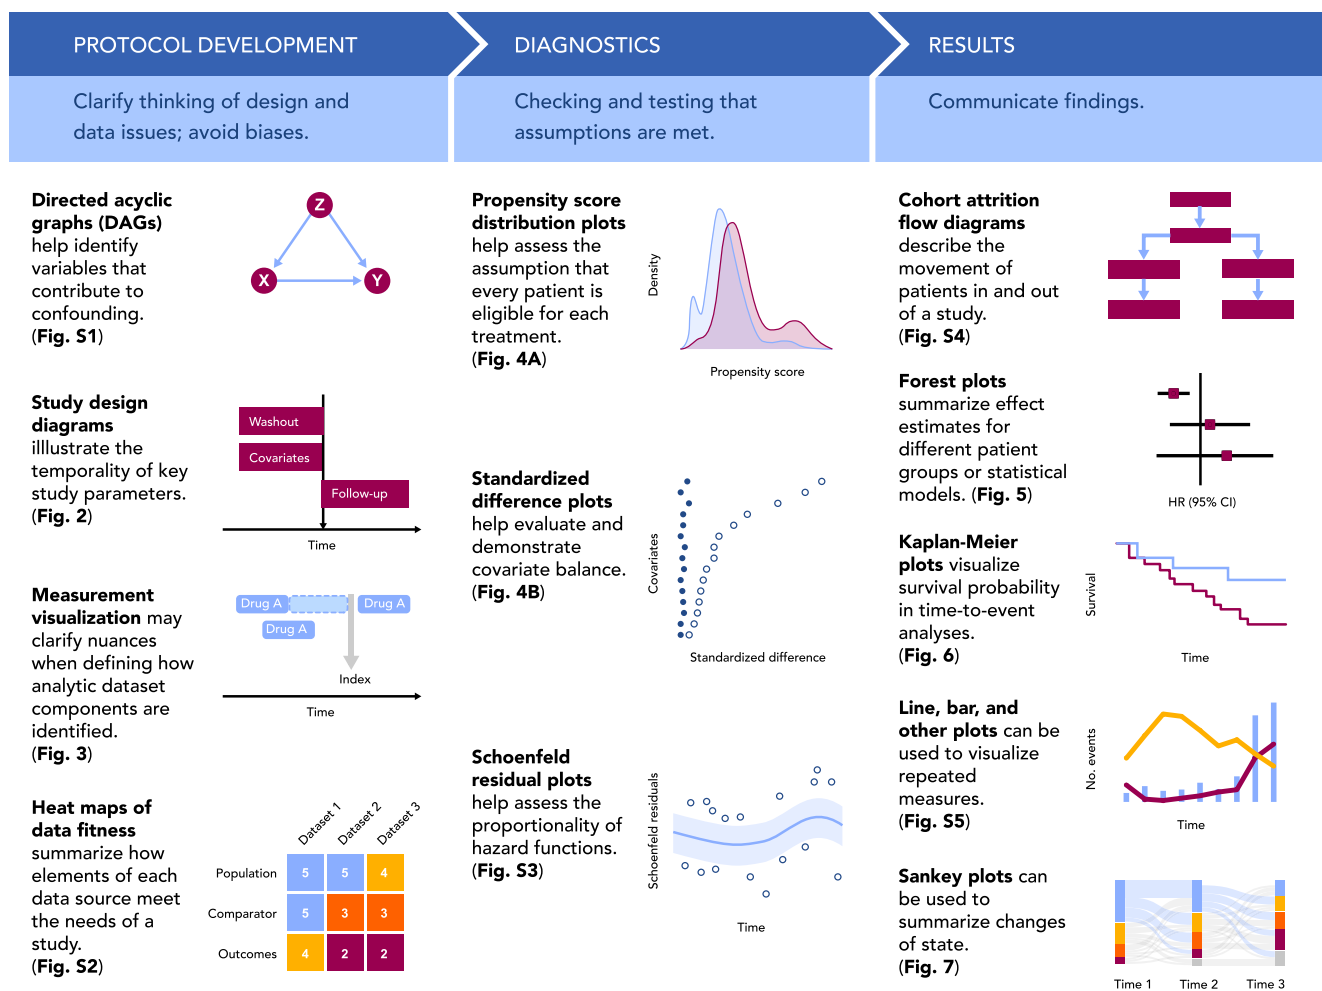 PROTOCOL DEVELOPMENT
Clarify thinking of design and
data issues; avoid biases.
Directed acyclic
graphs (DAGs)
help identify
variables that
contribute to
confounding.
(Fig. S1)
Z
X
Y
Study design
diagrams
illlustrate the
temporality of key
study parameters.
(Fig. 2)
Washout
Covariates
Follow-up
Time
Measurement
visualization may
clarify nuances
when defining how
analytic dataset
components are
identified.
(Fig. 3)
Drug A
Drug A
Drug A
Index
Time
Heat maps of
data fitness
summarize how
elements of each
data source meet
the needs of a
study.
(Fig. S2)
Dataset 1
Dataset 2
Dataset 3
Population 5 5 4
Comparator 5 3 3
Outcomes 4 2 2
DIAGNOSTICS
Checking and testing that
assumptions are met.
Propensity score
distribution plots
help assess the
assumption that
every patient is
eligible for each
treatment.
(Fig. 4A)
Density
Propensity score
Standardized
difference plots
help evaluate and
demonstrate
covariate balance.
(Fig. 4B)
Covariates
Standardized difference
Schoenfeld
residual plots
help assess the
proportionality of
hazard functions.
(Fig. S3)
Schoenfeld residuals
Time
RESULTS
Communicate findings.
Cohort attrition
flow diagrams
describe the
movement of
patients in and out
of a study.
(Fig. S4)
Forest plots
summarize effect
estimates for
different patient
groups or statistical
models. (Fig. 5)
HR (95% CI)
Kaplan-Meier
plots visualize
survival probability
in time-to-event
analyses.
(Fig. 6)
Survival
Time
Line, bar, and
other plots can be
used to visualize
repeated
measures.
(Fig. S5)
No. events
Time
Sankey plots can
be used to
summarize changes
of state.
(Fig. 7)
Time 1 Time 2 Time 3